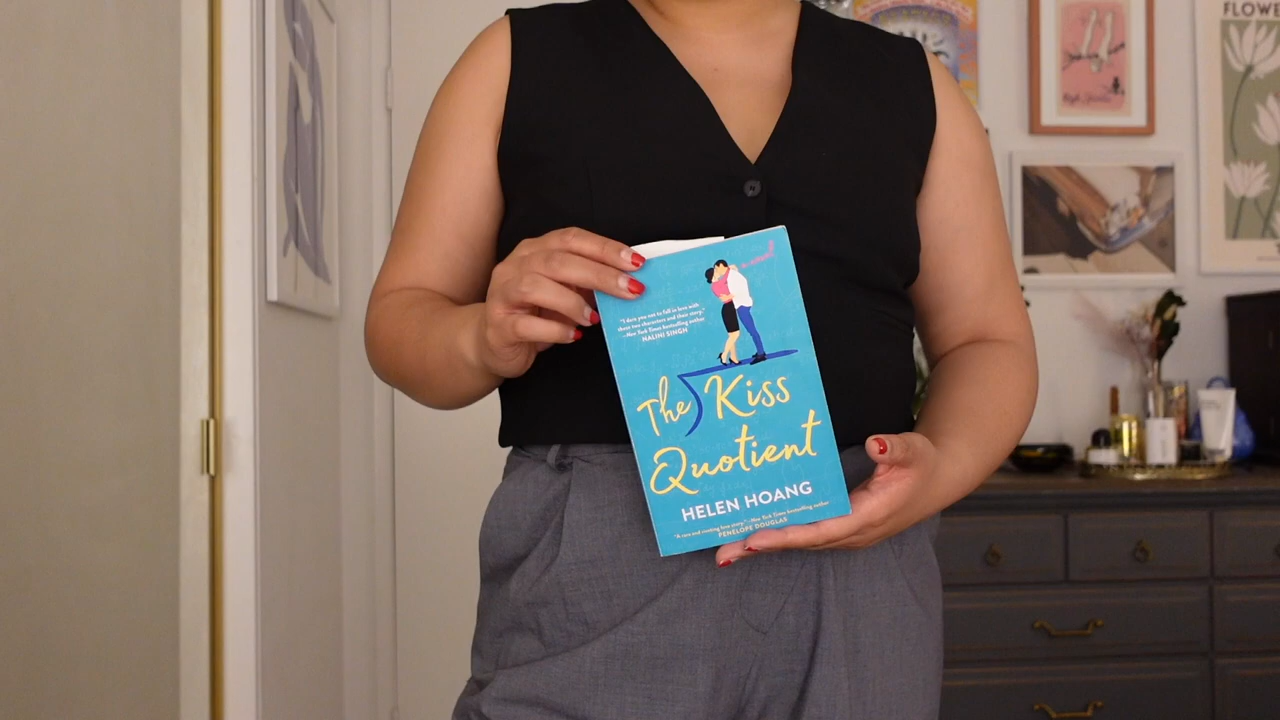 FLOWE
a novel
"I dare you not to fall in love with
these two characters and their story."
—New York Times bestselling author
NALINI SINGH
The Kiss
Quotient
HELEN HOANG
"A rare and exciting love story."—New York Times bestselling author
PENELOPE DOUGLAS